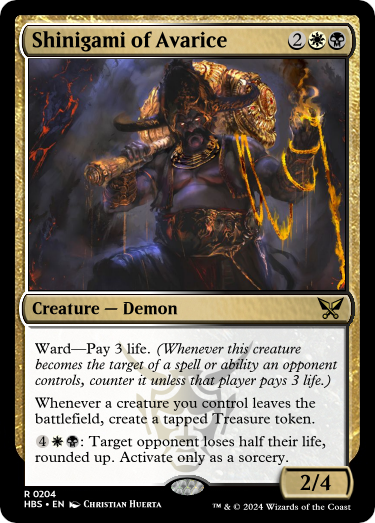 Shinigami of Avarice 2
Creature — Demon
Ward—Pay 3 life. (Whenever this creature
becomes the target of a spell or ability an opponent
controls, counter it unless that player pays 3 life.)
Whenever a creature you control leaves the
battlefield, create a tapped Treasure token.
4: Target opponent loses half their life,
rounded up. Activate only as a sorcery.
2/4
R 0204
HBS • EN Christian Huerta
™ & © 2024 Wizards of the Coast